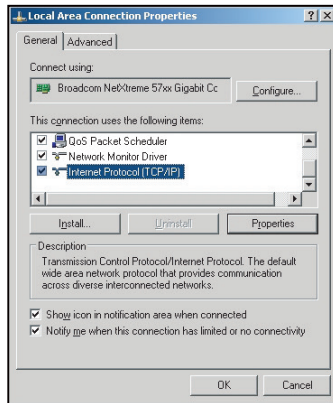 Local Area Connection Properties
General Advanced
Connect using:
Broadcom NetXtreme 57xx Gigabit Cc
Configure...
This connection uses the following items:
QoS Packet Scheduler
Network Monitor Driver
Internet Protocol (TCP/IP)
Install... Uninstall Properties
Description
Transmission Control Protocol/Internet Protocol. The default
wide area network protocol that provides communication
across diverse interconnected networks.
Show icon in notification area when connected
Notify me when this connection has limited or no connectivity
OK Cancel